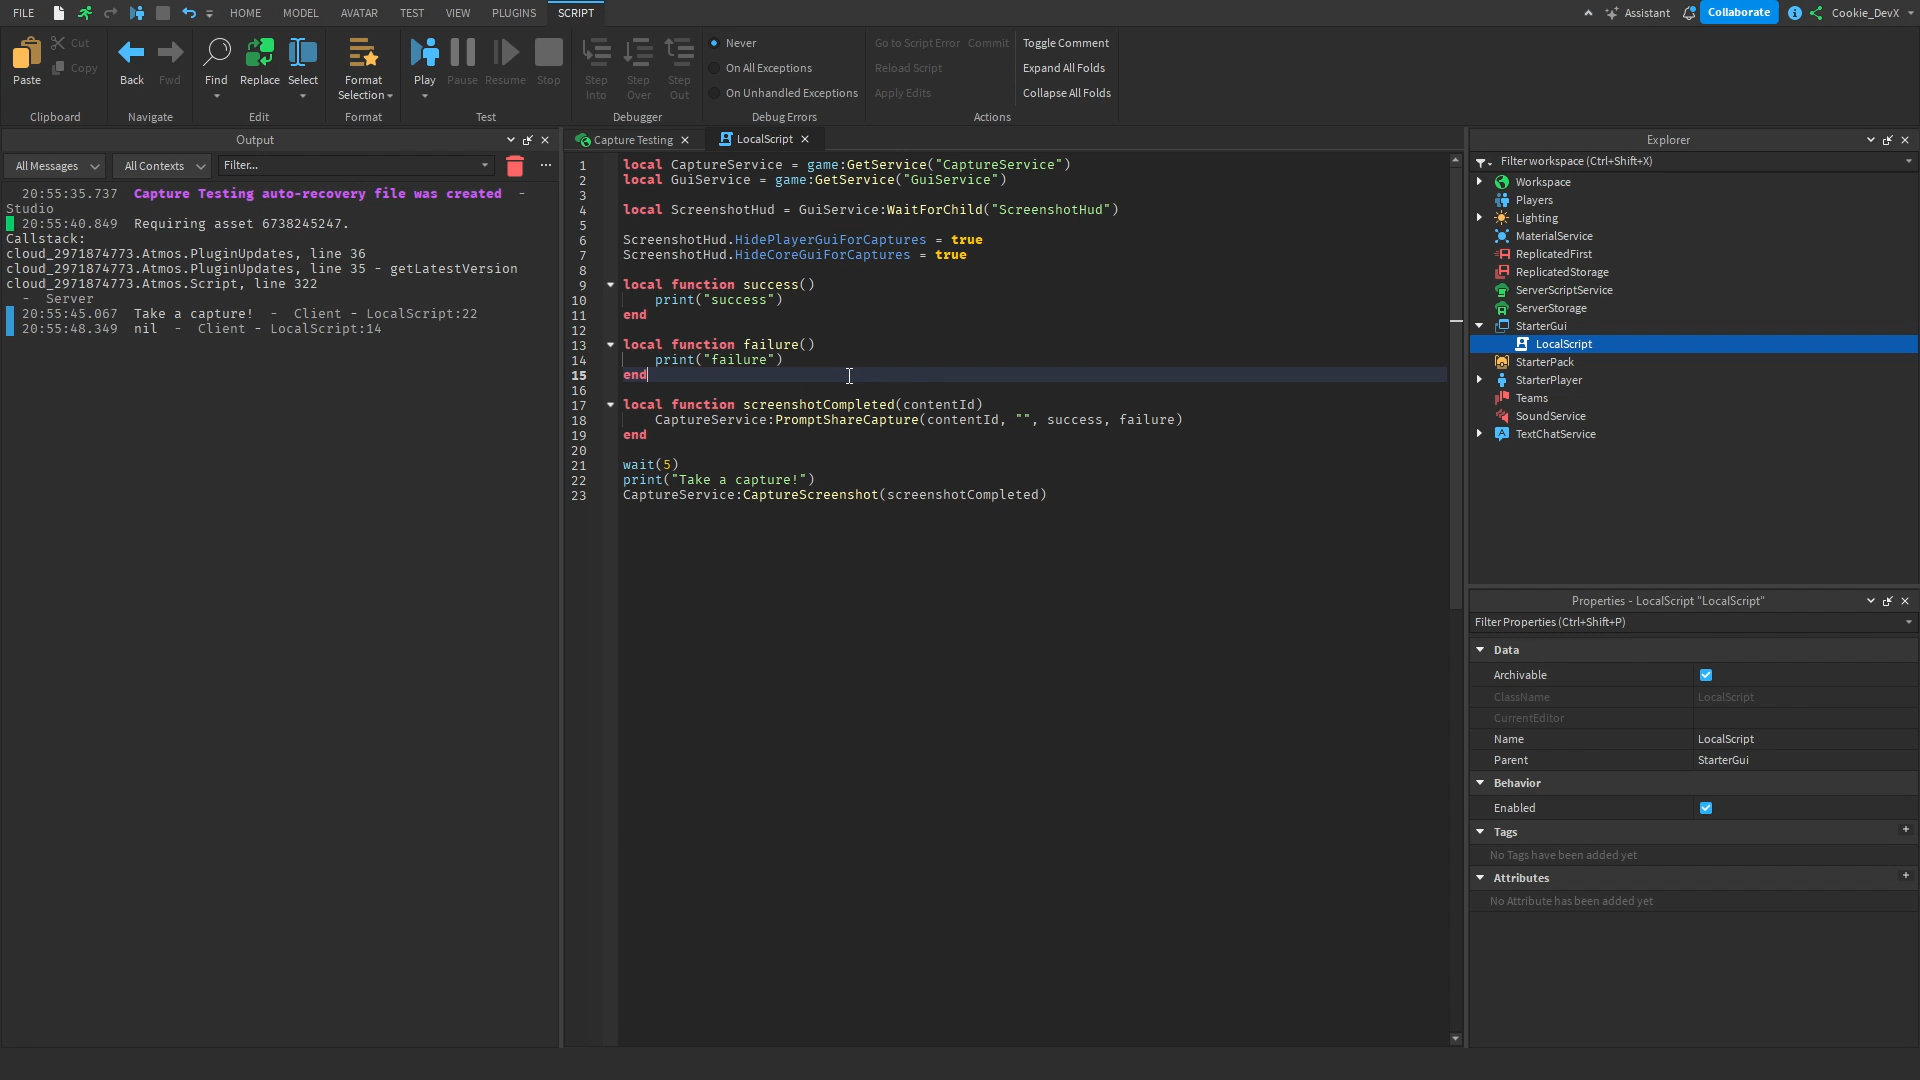 FILE HOME MODEL AVATAR TEST VIEW PLUGINS SCRIPT Assistant Collaborate Cookie_DevX
Paste Cut Copy
Clipboard
Back Fwd
Navigate
Find Replace Select
Edit
Format Selection
Format
Play Pause Resume Stop
Test
Step Into Step Over Step Out
Debugger
Never
On All Exceptions
On Unhandled Exceptions
Debug Errors
Go to Script Error Commit
Reload Script
Apply Edits
Toggle Comment
Expand All Folds
Collapse All Folds
Actions
Output
All Messages All Contexts Filter...
20:55:35.737 Capture Testing auto-recovery file was created -
Studio
20:55:40.849 Requiring asset 6738245247.
Callstack:
cloud_2971874773.Atmos.PluginUpdates, line 36
cloud_2971874773.Atmos.PluginUpdates, line 35 - getLatestVersion
cloud_2971874773.Atmos.Script, line 322
- Server
20:55:45.067 Take a capture! - Client - LocalScript:22
20:55:48.349 nil - Client - LocalScript:14
Capture Testing LocalScript
1 local CaptureService = game:GetService("CaptureService")
2 local GuiService = game:GetService("GuiService")
3
4 local ScreenshotHud = GuiService:WaitForChild("ScreenshotHud")
5
6 ScreenshotHud.HidePlayerGuiForCaptures = true
7 ScreenshotHud.HideCoreGuiForCaptures = true
8
9 local function success()
10 print("success")
11 end
12
13 local function failure()
14 print("failure")
15 end
16
17 local function screenshotCompleted(contentId)
18 CaptureService:PromptShareCapture(contentId, "", success, failure)
19 end
20
21 wait(5)
22 print("Take a capture!")
23 CaptureService:CaptureScreenshot(screenshotCompleted)
Explorer
Filter workspace (Ctrl+Shift+X)
Workspace
Players
Lighting
MaterialService
ReplicatedFirst
ReplicatedStorage
ServerScriptService
ServerStorage
StarterGui
LocalScript
StarterPack
StarterPlayer
Teams
SoundService
TextChatService
Properties - LocalScript "LocalScript"
Filter Properties (Ctrl+Shift+P)
Data
Archivable
ClassName LocalScript
CurrentEditor
Name LocalScript
Parent StarterGui
Behavior
Enabled
Tags +
No Tags have been added yet
Attributes +
No Attribute has been added yet